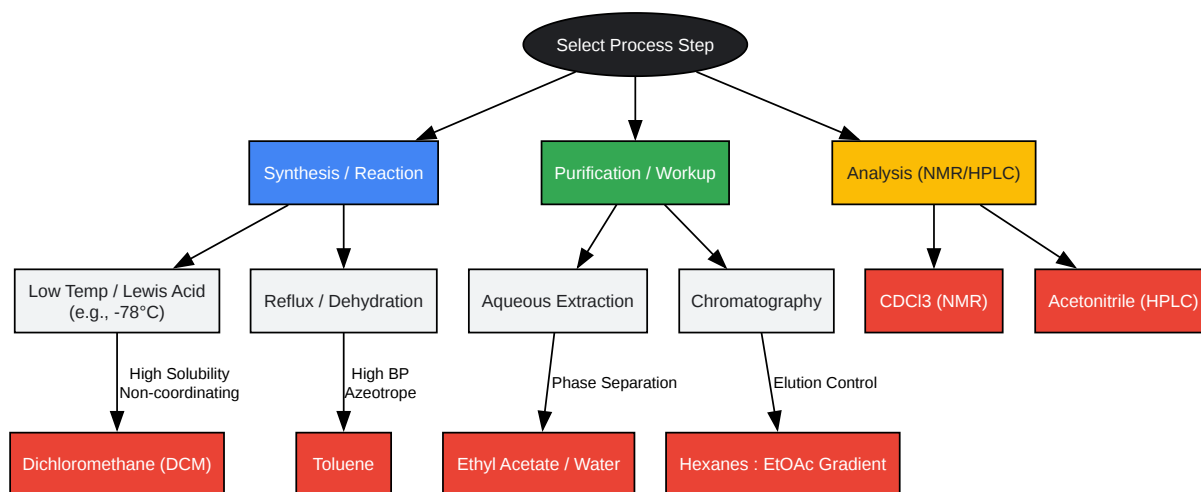 Select Process Step
Synthesis / Reaction
Purification / Workup
Analysis (NMR/HPLC)
Low Temp / Lewis Acid
(e.g., -78°C)
Reflux / Dehydration
Aqueous Extraction
Chromatography
CDCl3 (NMR)
Acetonitrile (HPLC)
High Solubility
Non-coordinating
High BP
Azeotrope
Phase Separation
Elution Control
Dichloromethane (DCM)
Toluene
Ethyl Acetate / Water
Hexanes : EtOAc Gradient